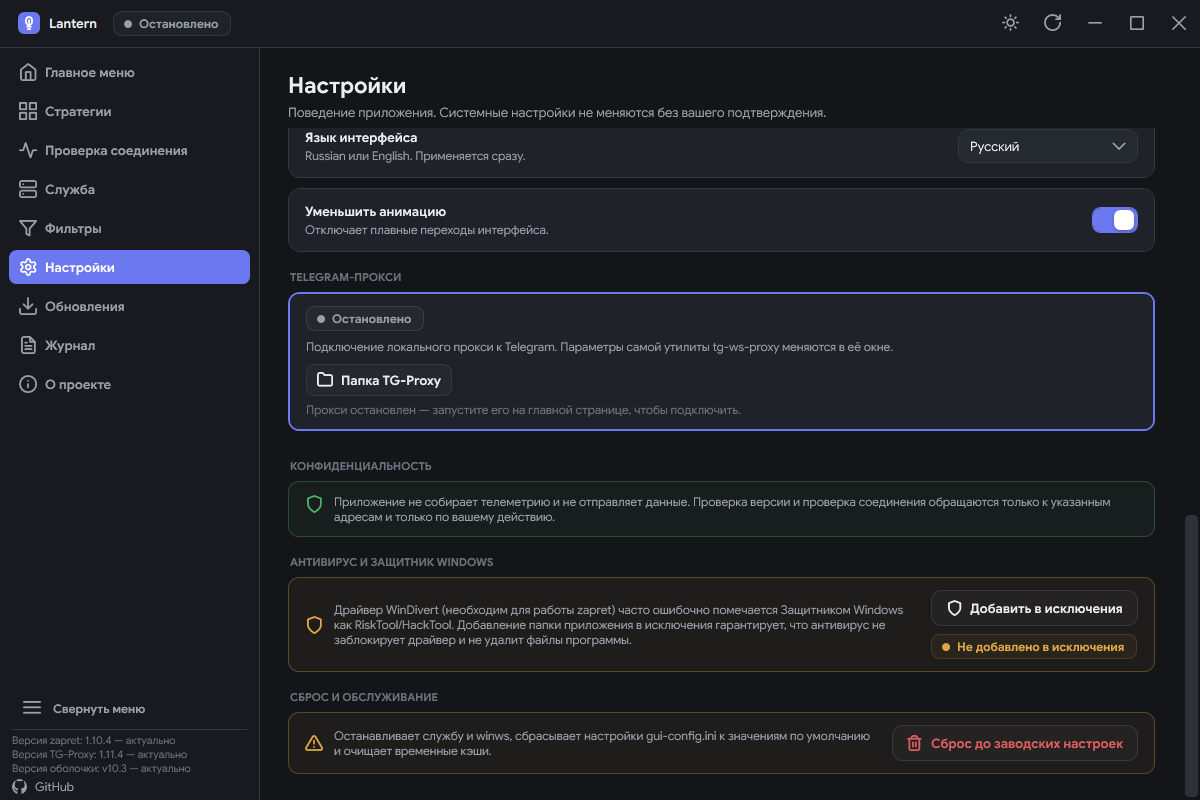 Lantern
Остановлено
Главное меню
Стратегии
Проверка соединения
Служба
Фильтры
Настройки
Обновления
Журнал
О проекте
Свернуть меню
Версия zapret: 1.10.4 — актуально
Версия TG-Proxy: 1.11.4 — актуально
Версия оболочки: v10.3 — актуально
GitHub
Настройки
Поведение приложения. Системные настройки не меняются без вашего подтверждения.
Язык интерфейса
Russian или English. Применяется сразу.
Русский
Уменьшить анимацию
Отключает плавные переходы интерфейса.
TELEGRAM-ПРОКСИ
Остановлено
Подключение локального прокси к Telegram. Параметры самой утилиты tg-ws-proxy меняются в её окне.
Папка TG-Proxy
Прокси остановлен — запустите его на главной странице, чтобы подключить.
КОНФИДЕНЦИАЛЬНОСТЬ
Приложение не собирает телеметрию и не отправляет данные. Проверка версии и проверка соединения обращаются только к указанным
адресам и только по вашему действию.
АНТИВИРУС И ЗАЩИТНИК WINDOWS
Драйвер WinDivert (необходим для работы zapret) часто ошибочно помечается Защитником Windows
как RiskTool/HackTool. Добавление папки приложения в исключения гарантирует, что антивирус не
заблокирует драйвер и не удалит файлы программы.
Добавить в исключения
Не добавлено в исключения
СБРОС И ОБСЛУЖИВАНИЕ
Останавливает службу и winws, сбрасывает настройки gui-config.ini к значениям по умолчанию
и очищает временные кэши.
Сброс до заводских настроек